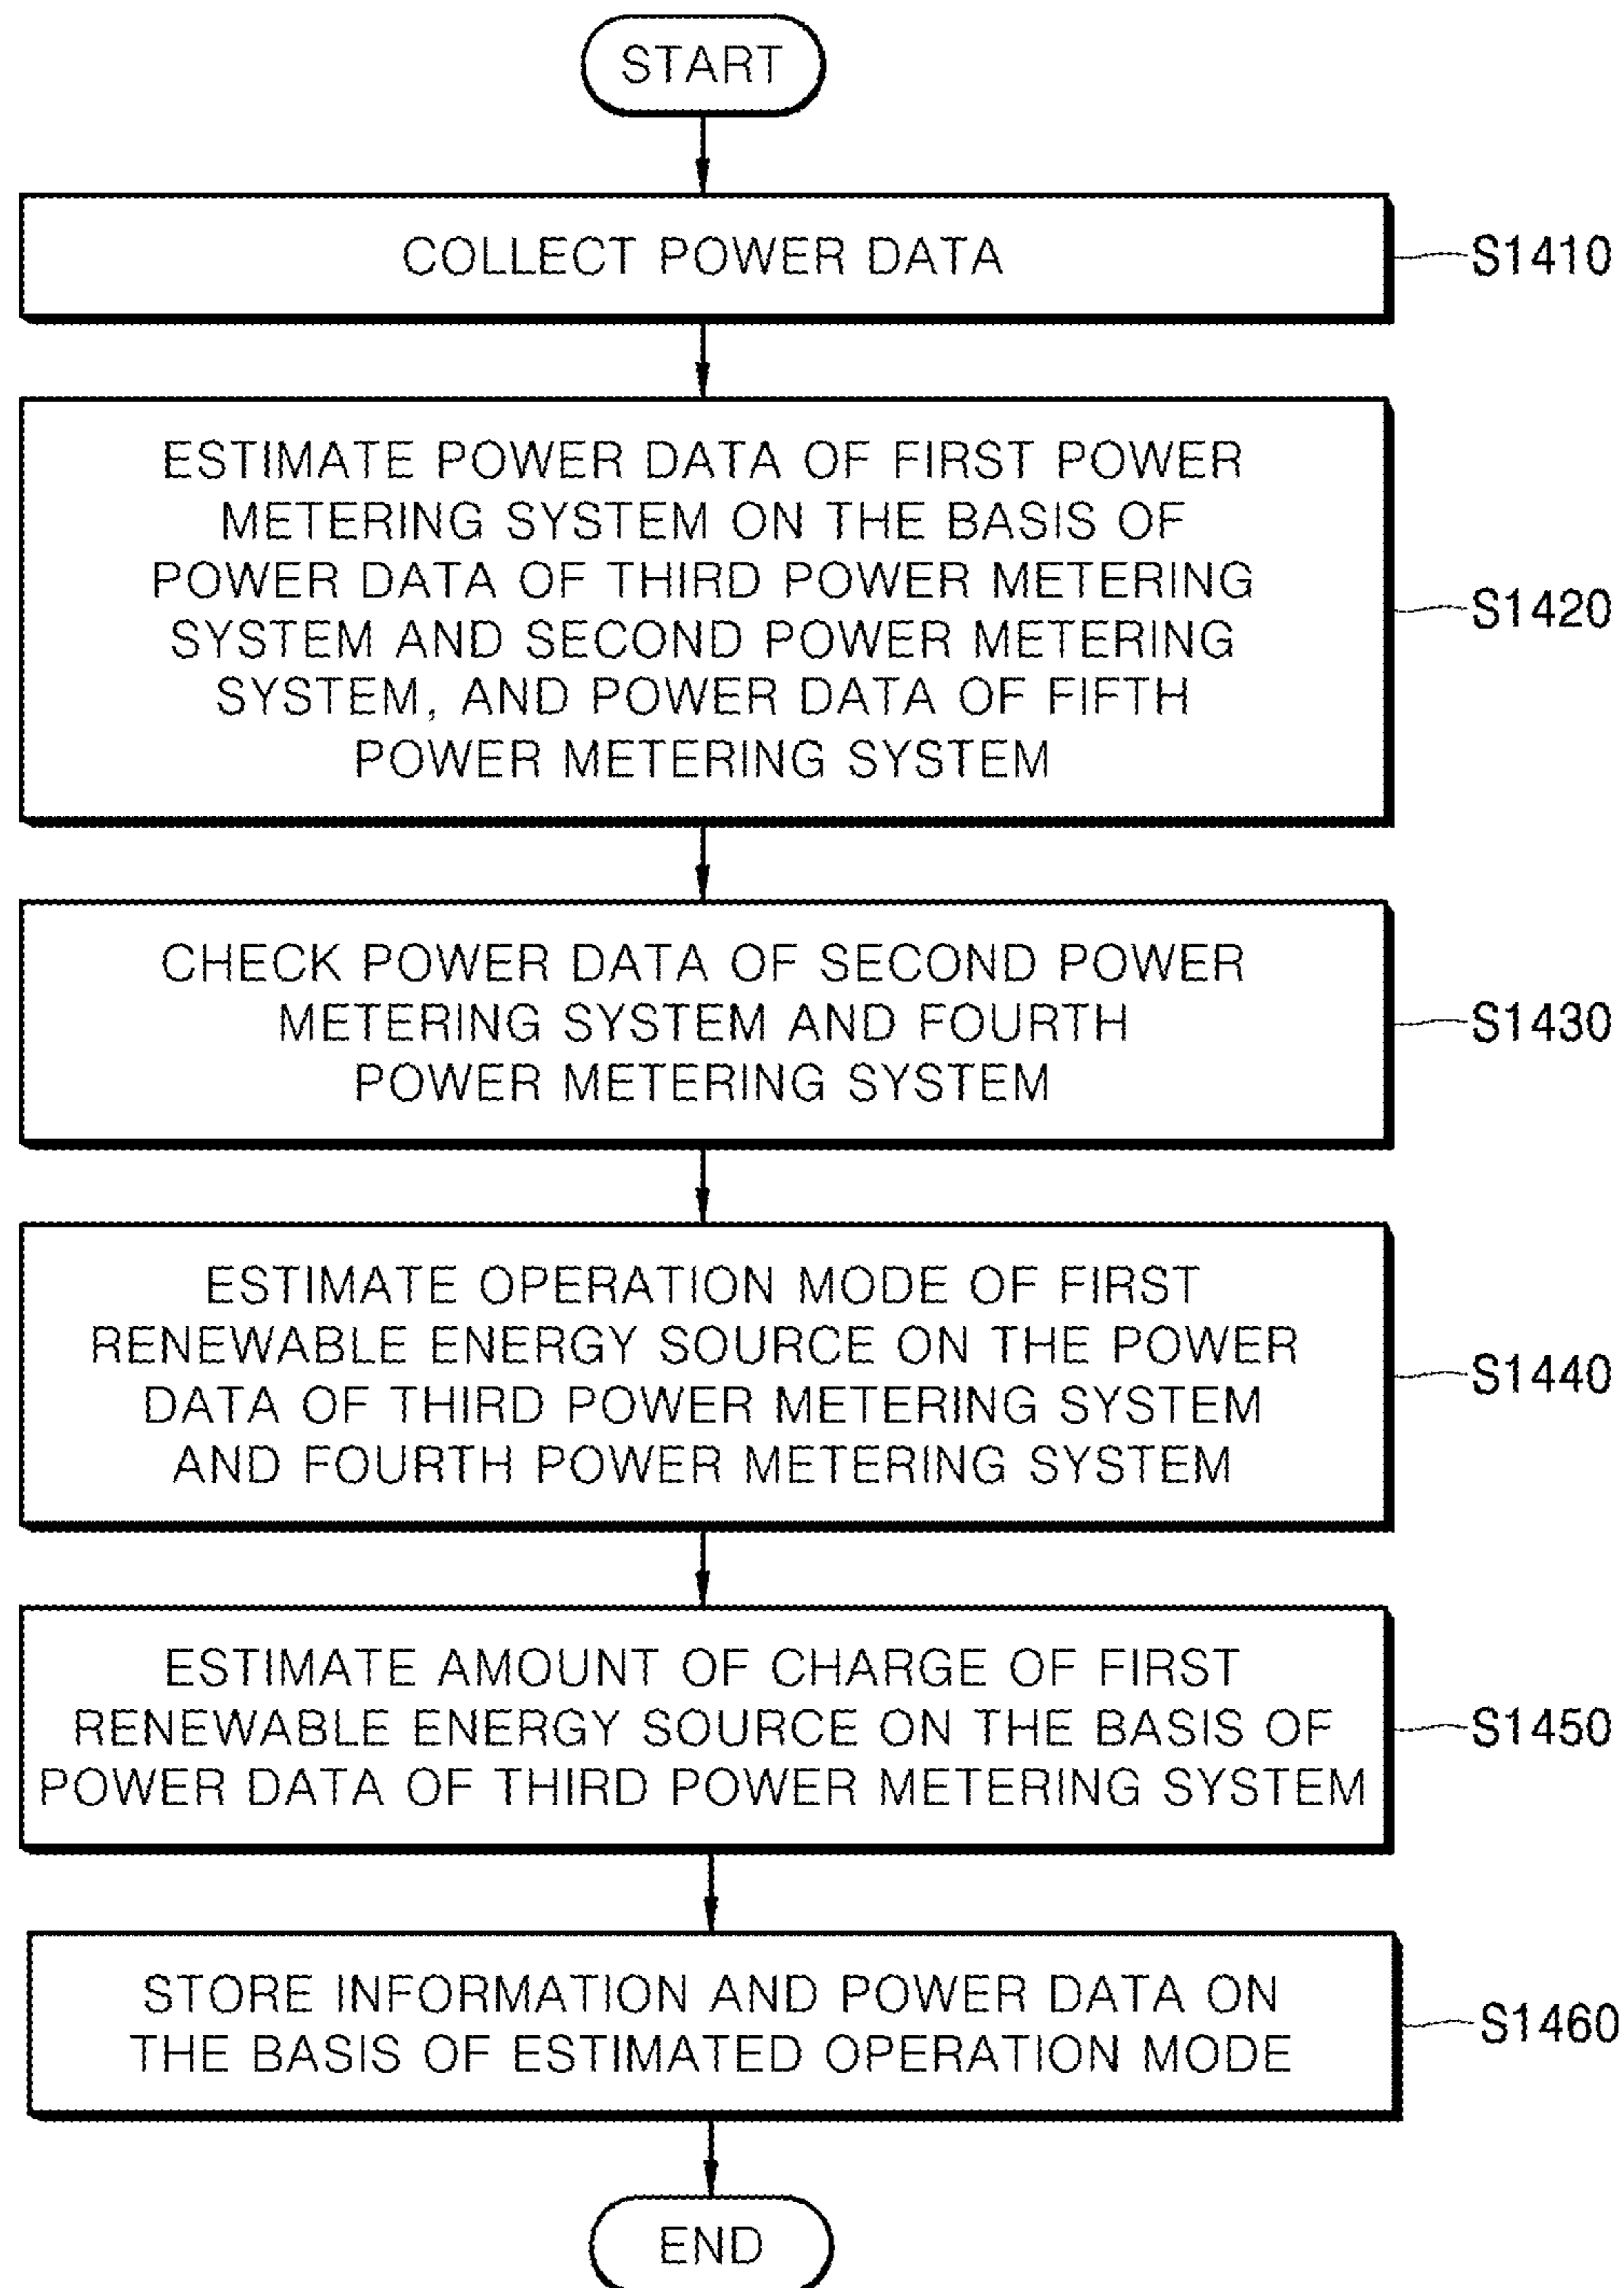 START
COLLECT POWER DATA
S1410
ESTIMATE POWER DATA OF FIRST POWER
METERING SYSTEM ON THE BASIS OF
POWER DATA OF THIRD POWER METERING
SYSTEM AND SECOND POWER METERING
SYSTEM, AND POWER DATA OF FIFTH
POWER METERING SYSTEM
S1420
CHECK POWER DATA OF SECOND POWER
METERING SYSTEM AND FOURTH
POWER METERING SYSTEM
S1430
ESTIMATE OPERATION MODE OF FIRST
RENEWABLE ENERGY SOURCE ON THE POWER
DATA OF THIRD POWER METERING SYSTEM
AND FOURTH POWER METERING SYSTEM
S1440
ESTIMATE AMOUNT OF CHARGE OF FIRST
RENEWABLE ENERGY SOURCE ON THE BASIS OF
POWER DATA OF THIRD POWER METERING SYSTEM
S1450
STORE INFORMATION AND POWER DATA ON
THE BASIS OF ESTIMATED OPERATION MODE
S1460
END